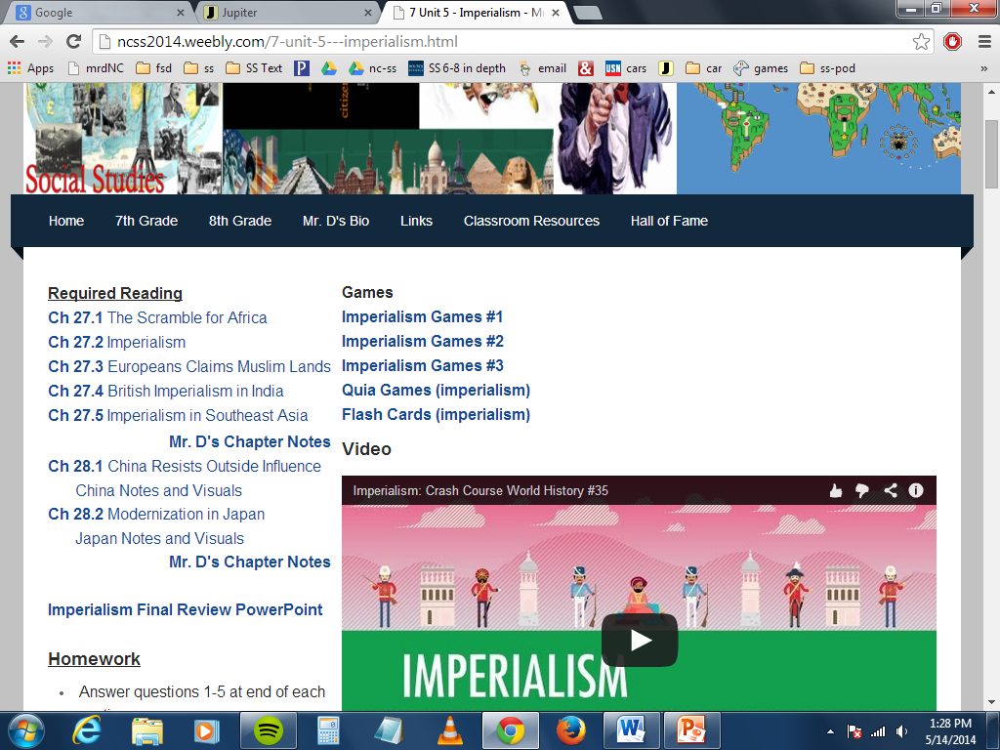 Google
Jupiter
7 Unit 5 - Imperialism - M
ncss2014.weebly.com/7-unit-5---imperialism.html
Apps
mrdNC
fsd
ss
SS Text
nc-ss
SS 6-8 in depth
email
cars
car
games
ss-pod
»
citizen
Social Studies
Home
7th Grade
8th Grade
Mr. D's Bio
Links
Classroom Resources
Hall of Fame
Required Reading
Ch 27.1 The Scramble for Africa
Ch 27.2 Imperialism
Ch 27.3 Europeans Claims Muslim Lands
Ch 27.4 British Imperialism in India
Ch 27.5 Imperialism in Southeast Asia
Mr. D's Chapter Notes
Ch 28.1 China Resists Outside Influence
China Notes and Visuals
Ch 28.2 Modernization in Japan
Japan Notes and Visuals
Mr. D's Chapter Notes
Imperialism Final Review PowerPoint
Homework
• Answer questions 1-5 at end of each
Games
Imperialism Games #1
Imperialism Games #2
Imperialism Games #3
Quia Games (imperialism)
Flash Cards (imperialism)
Video
Imperialism: Crash Course World History #35
IMPERIALISM
1:28 PM
5/14/2014